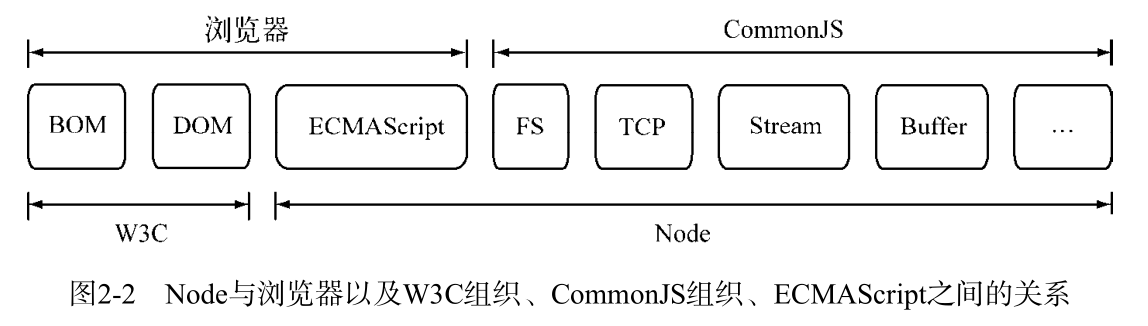 浏览器 CommonJS
BOM DOM ECMAScript FS TCP Stream Buffer …
W3C Node
图2-2 Node与浏览器以及W3C组织、CommonJS组织、ECMAScript之间的关系